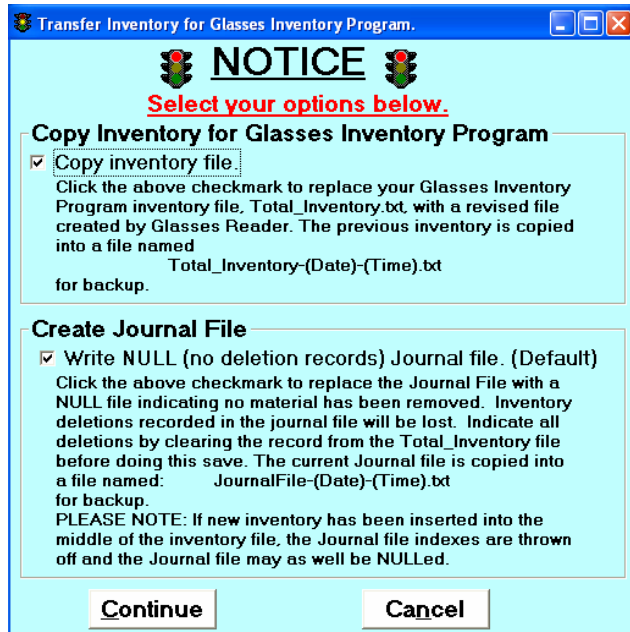 Transfer Inventory for Glasses Inventory Program.
NOTICE
Select your options below.
Copy Inventory for Glasses Inventory Program
Copy inventory file.
Click the above checkmark to replace your Glasses Inventory
Program inventory file, Total_Inventory.txt, with a revised file
created by Glasses Reader. The previous inventory is copied
into a file named
Total_Inventory-(Date)-(Time).txt
for backup.
Create Journal File
Write NULL (no deletion records) Journal file. (Default)
Click the above checkmark to replace the Journal File with a
NULL file indicating no material has been removed. Inventory
deletions recorded in the journal file will be lost. Indicate all
deletions by clearing the record from the Total_Inventory file
before doing this save. The current Journal file is copied into
a file named: JournalFile-(Date)-(Time).txt
for backup.
PLEASE NOTE: If new inventory has been inserted into the
middle of the inventory file, the Journal file indexes are thrown
off and the Journal file may as well be NULLed.
Continue Cancel